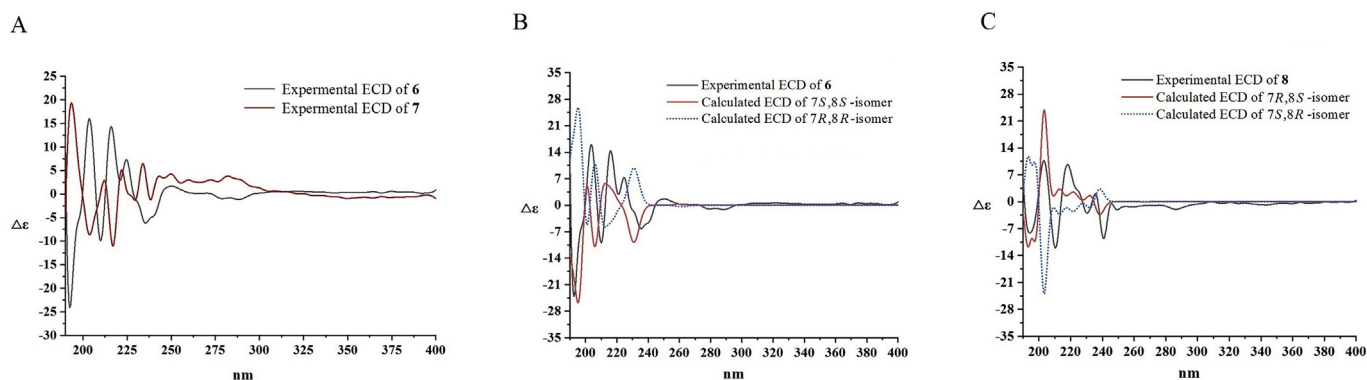 A
Experimental ECD of 6
Experimental ECD of 7
25
20
15
10
5
0
-5
-10
-15
-20
-25
-30
Δε
200 225 250 275 300 325 350 375 400
nm
B
Experimental ECD of 6
Calculated ECD of 7S,8S-isomer
Calculated ECD of 7R,8R-isomer
35
28
21
14
7
0
-7
-14
-21
-28
-35
Δε
200 220 240 260 280 300 320 340 360 380 400
nm
C
Experimental ECD of 8
Calculated ECD of 7R,8S-isomer
Calculated ECD of 7S,8R-isomer
35
28
21
14
7
0
-7
-14
-21
-28
-35
Δε
200 220 240 260 280 300 320 340 360 380 400
nm